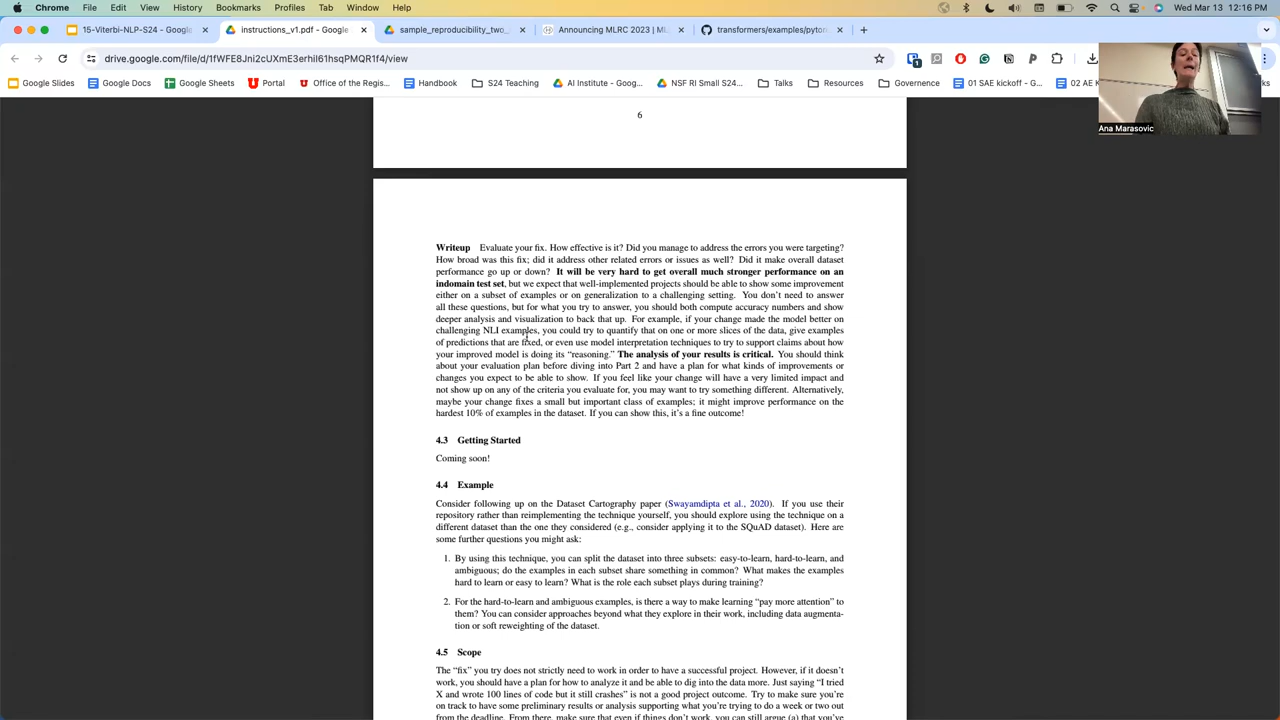 Chrome File Edit View History Bookmarks Profiles Tab Window Help Wed Mar 13 12:16 PM
15-Viterbi-NLP-S24 - Google instructions_v1.pdf - Google sample_reproducibility_two_ Announcing MLRC 2023 | ML transformers/examples/pytorc
drive.google.com/file/d/1fWFE8Jni2cUXmE3erhiI61hsqPMQR1f4/view
Google Slides Google Docs Google Sheets Portal Office of the Regis... Handbook S24 Teaching AI Institute - Goog... NSF RI Small S24... Talks Resources Governence 01 SAE kickoff - G... 02 AE K
Ana Marasovic
6
Writeup Evaluate your fix. How effective is it? Did you manage to address the errors you were targeting?
How broad was this fix; did it address other related errors or issues as well? Did it make overall dataset
performance go up or down? It will be very hard to get overall much stronger performance on an
indomain test set, but we expect that well-implemented projects should be able to show some improvement
either on a subset of examples or on generalization to a challenging setting. You don't need to answer
all these questions, but for what you try to answer, you should both compute accuracy numbers and show
deeper analysis and visualization to back that up. For example, if your change made the model better on
challenging NLI examples, you could try to quantify that on one or more slices of the data, give examples
of predictions that are fixed, or even use model interpretation techniques to try to support claims about how
your improved model is doing its “reasoning.” The analysis of your results is critical. You should think
about your evaluation plan before diving into Part 2 and have a plan for what kinds of improvements or
changes you expect to be able to show. If you feel like your change will have a very limited impact and
not show up on any of the criteria you evaluate for, you may want to try something different. Alternatively,
maybe your change fixes a small but important class of examples; it might improve performance on the
hardest 10% of examples in the dataset. If you can show this, it's a fine outcome!
4.3 Getting Started
Coming soon!
4.4 Example
Consider following up on the Dataset Cartography paper (Swayamdipta et al., 2020). If you use their
repository rather than reimplementing the technique yourself, you should explore using the technique on a
different dataset than the one they considered (e.g., consider applying it to the SQuAD dataset). Here are
some further questions you might ask:
1. By using this technique, you can split the dataset into three subsets: easy-to-learn, hard-to-learn, and
ambiguous; do the examples in each subset share something in common? What makes the examples
hard to learn or easy to learn? What is the role each subset plays during training?
2. For the hard-to-learn and ambiguous examples, is there a way to make learning “pay more attention” to
them? You can consider approaches beyond what they explore in their work, including data augmenta-
tion or soft reweighting of the dataset.
4.5 Scope
The “fix” you try does not strictly need to work in order to have a successful project. However, if it doesn't
work, you should have a plan for how to analyze it and be able to dig into the data more. Just saying “I tried
X and wrote 100 lines of code but it still crashes” is not a good project outcome. Try to make sure you're
on track to have some preliminary results or analysis supporting what you're trying to do a week or two out
from the deadline. From there, make sure that even if things don't work, you can still argue (a) that you've